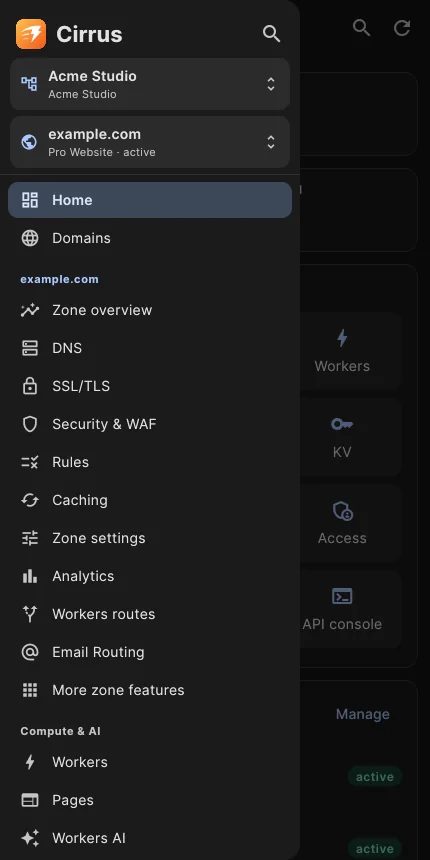 Cirrus
Acme Studio
Acme Studio
example.com
Pro Website · active
Home
Domains
example.com
Zone overview
DNS
SSL/TLS
Security & WAF
Rules
Caching
Zone settings
Analytics
Workers routes
Email Routing
More zone features
Compute & AI
Workers
Pages
Workers AI
Workers
KV
Access
API console
Manage
active
active